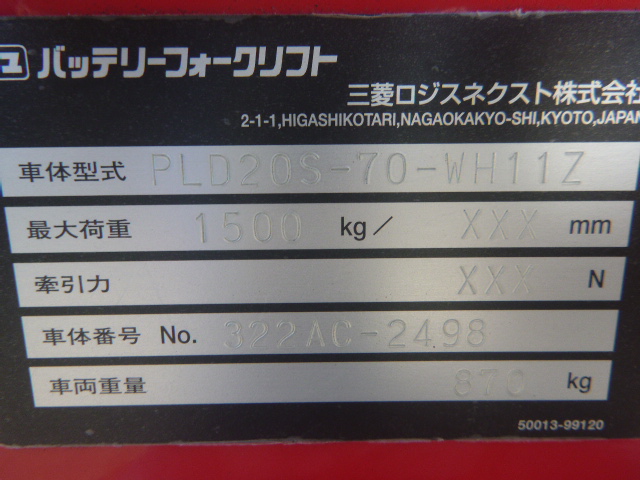 バッテリーフォークリフト
三菱ロジスネクスト株式会社
2-1-1,HIGASHIKOTARI,NAGAOKAKYO-SHI,KYOTO,JAPAN
車体型式 PLD20S-70-WH11Z
最大荷重 1500 kg/ XXX mm
牽引力 XXX N
車体番号 No. 322AC-2498
車両重量 870 kg
50013-99120